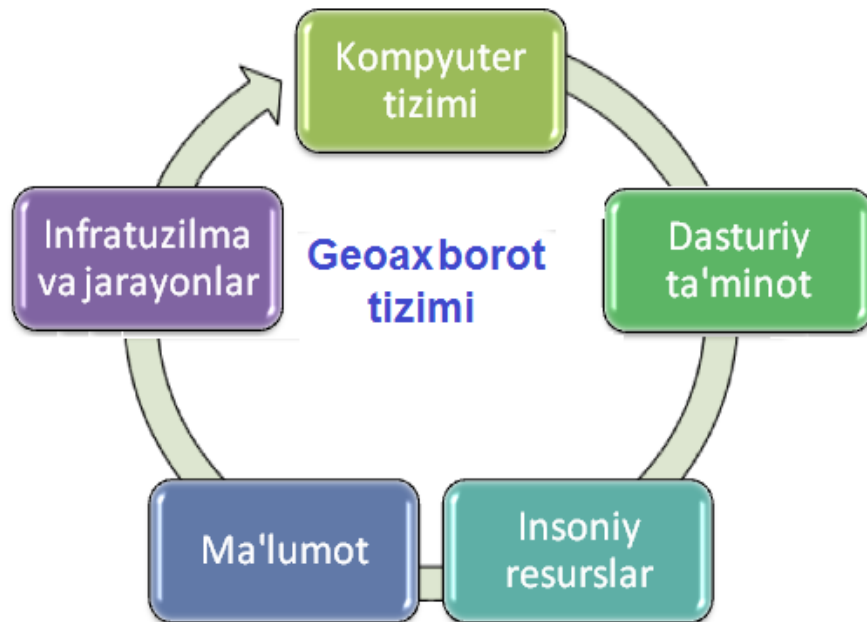 Kompyuter
tizimi
Infratuzilma
va jarayonlar
Geoaxborot
tizimi
Dasturiy
ta'minot
Ma'lumot
Insoniy
resurslar